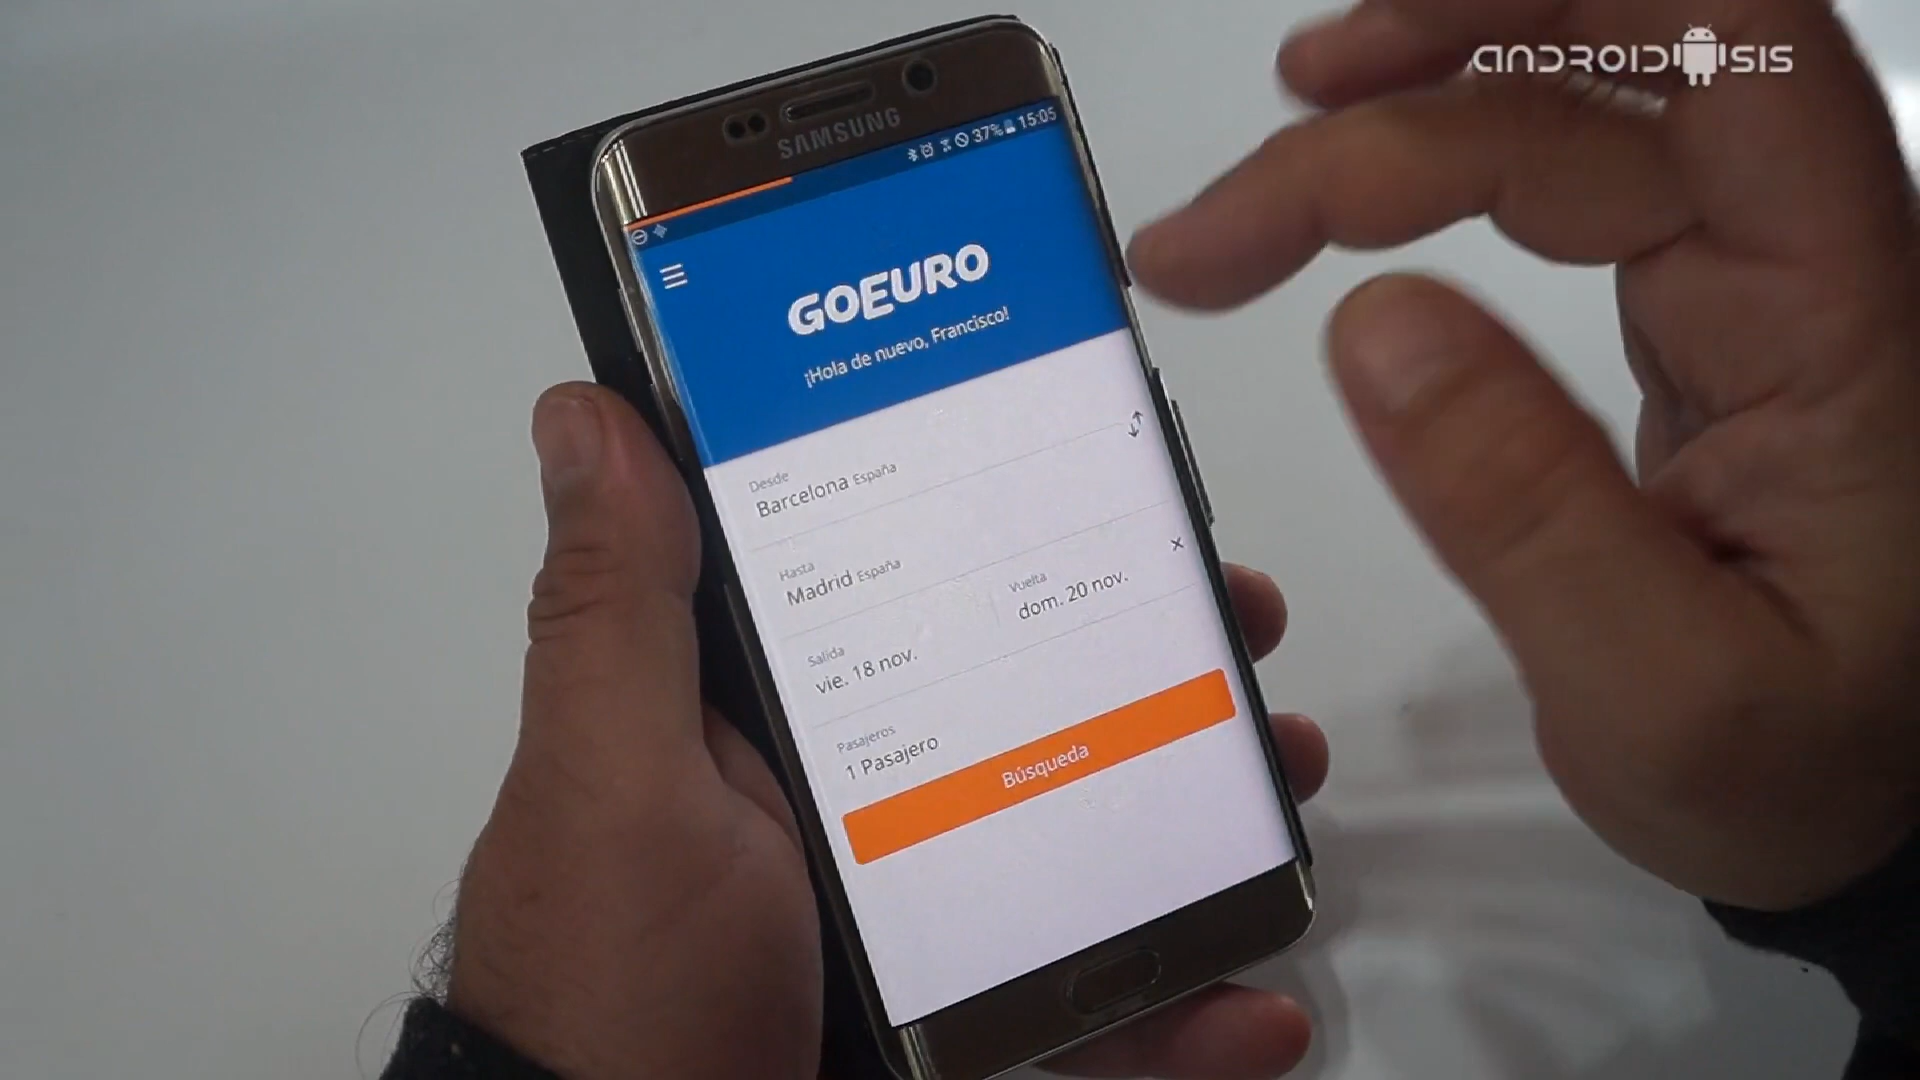 ANDROIDSIS
SAMSUNG
37% 15:05
GOEURO
¡Hola de nuevo, Francisco!
Desde
Barcelona España
Hasta
Madrid España
Salida
vie. 18 nov.
Vuelta
dom. 20 nov.
Pasajeros
1 Pasajero
Búsqueda